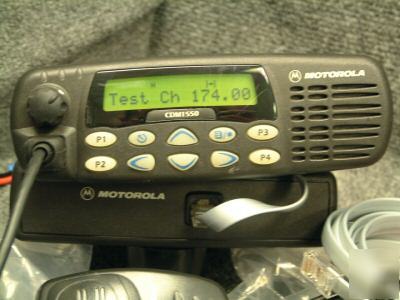 MOTOROLA
Test Ch 174.00
CDM1550
P1
P3
P2
P4
MOTOROLA